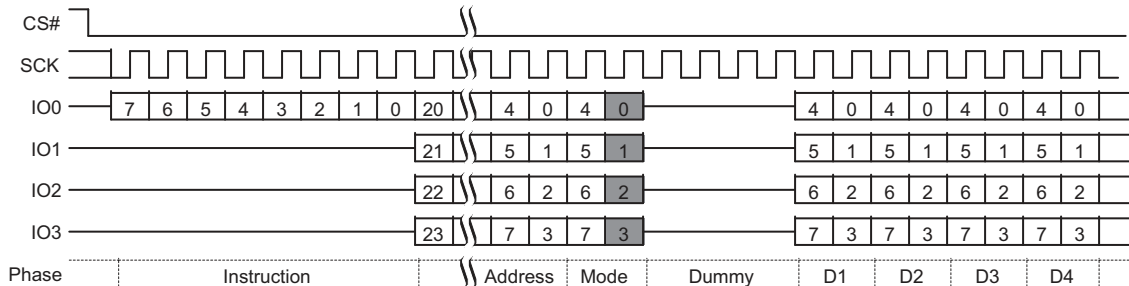 CS#
SCK
IO0 7 6 5 4 3 2 1 0 20 4 0 4 0 4 0 4 0 4 0 4 0
IO1 21 5 1 5 1 5 1 5 1 5 1 5 1
IO2 22 6 2 6 2 6 2 6 2 6 2 6 2
IO3 23 7 3 7 3 7 3 7 3 7 3 7 3
Phase Instruction Address Mode Dummy D1 D2 D3 D4